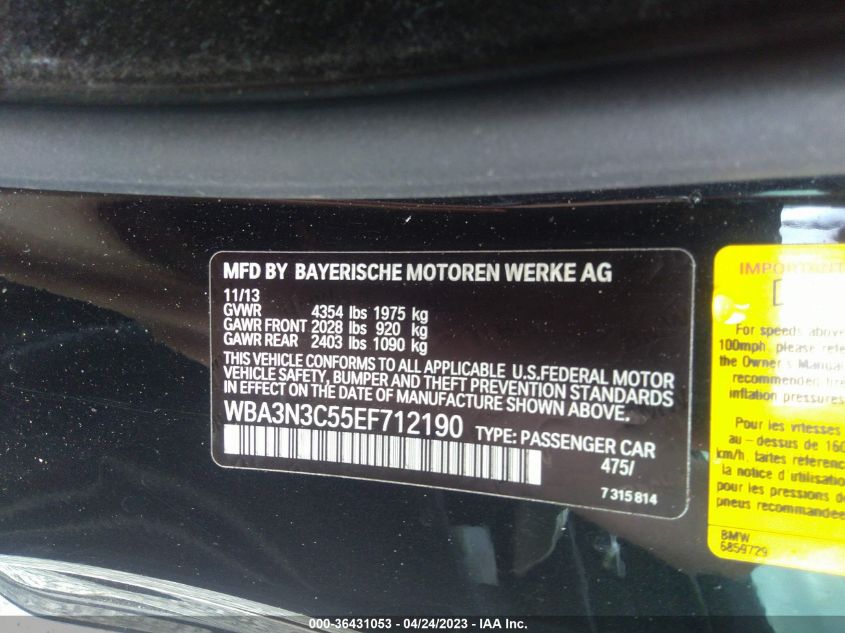 MFD BY BAYERISCHE MOTOREN WERKE AG
11/13
GVWR 4354 lbs 1975 kg
GAWR FRONT 2028 lbs 920 kg
GAWR REAR 2403 lbs 1090 kg
THIS VEHICLE CONFORMS TO ALL APPLICABLE U.S.FEDERAL MOTOR
VEHICLE SAFETY, BUMPER AND THEFT PREVENTION STANDARDS
IN EFFECT ON THE DATE OF MANUFACTURE SHOWN ABOVE.
WBA3N3C55EF712190 TYPE: PASSENGER CAR
475/
7 315 814
IMPORTANT
For speeds above
100mph, please
the Owner's
recommended
inflation pressures
Pour les vitesses
au - dessus de
km/h,
la notice d'utilisation
pour les pressions
pneus
BMW
6859729
000-36431053 - 04/24/2023 - IAA Inc.